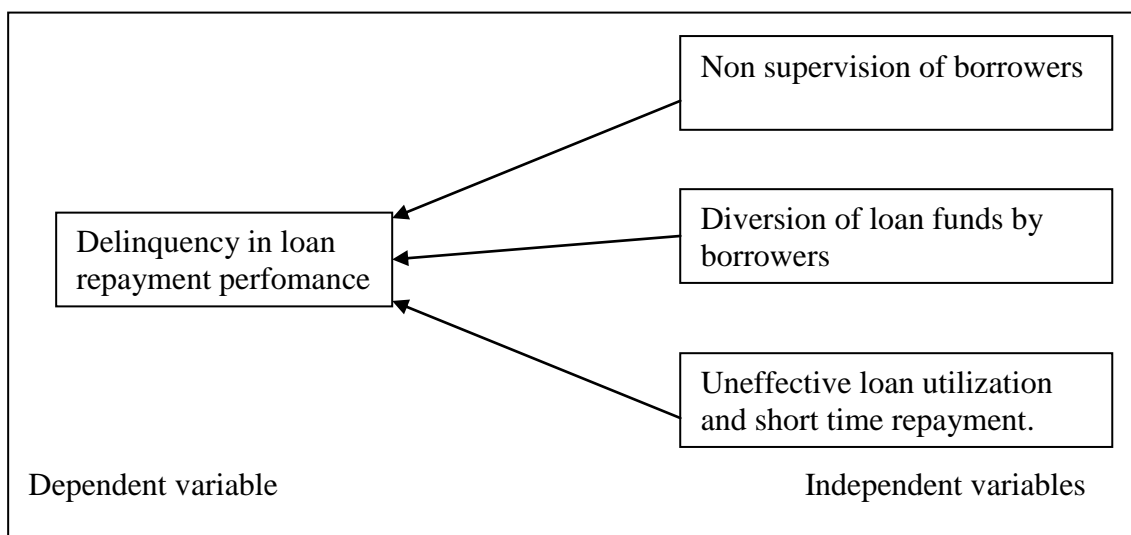 Non supervision of borrowers
Delinquency in loan
repayment perfomance
Diversion of loan funds by
borrowers
Uneffective loan utilization
and short time repayment.
Dependent variable
Independent variables